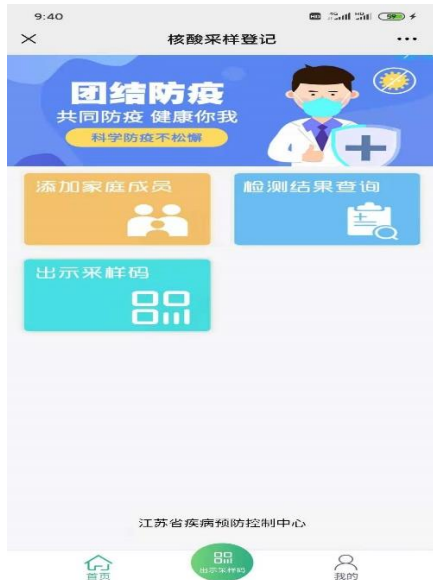 9:40
核酸采样登记
团结防疫
共同防疫 健康你我
科学防疫不松懈
添加家庭成员
检测结果查询
出示采样码
江苏省疾病预防控制中心
首页
出示采样码
我的